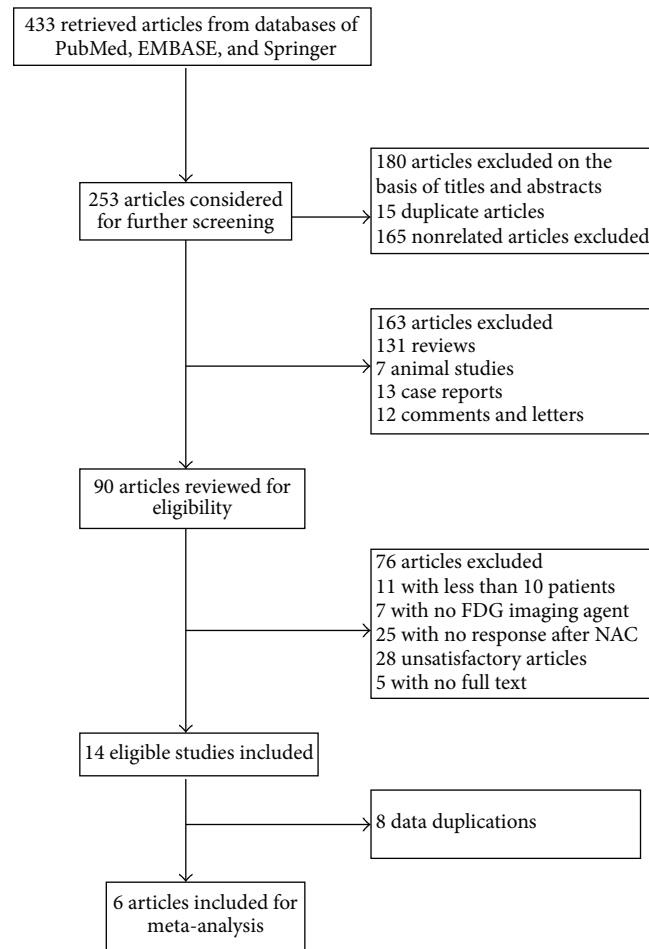 433 retrieved articles from databases of
PubMed, EMBASE, and Springer
180 articles excluded on the
basis of titles and abstracts
15 duplicate articles
165 nonrelated articles excluded
253 articles considered
for further screening
163 articles excluded
131 reviews
7 animal studies
13 case reports
12 comments and letters
90 articles reviewed for
eligibility
76 articles excluded
11 with less than 10 patients
7 with no FDG imaging agent
25 with no response after NAC
28 unsatisfactory articles
5 with no full text
14 eligible studies included
8 data duplications
6 articles included for
meta-analysis